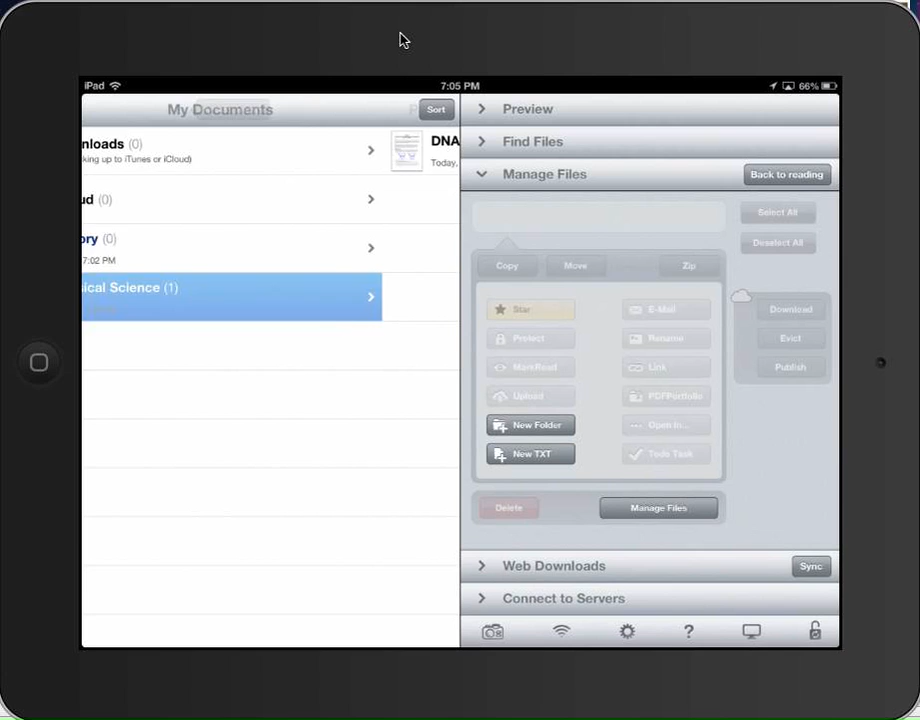 iPad 7:05 PM 66%
My Documents Sort
nloads (0)
king up to iTunes or iCloud)
DNA
Today,
ud (0)
ory (0)
7:02 PM
ical Science (1)
Preview
Find Files
Manage Files Back to reading
Select All
Deselect All
Copy Move Zip
Star E-Mail
Protect Rename
MarkRead Link
Upload PDFPortfolio
New Folder Open In...
New TXT Todo Task
Download
Evict
Publish
Delete Manage Files
Web Downloads Sync
Connect to Servers
?